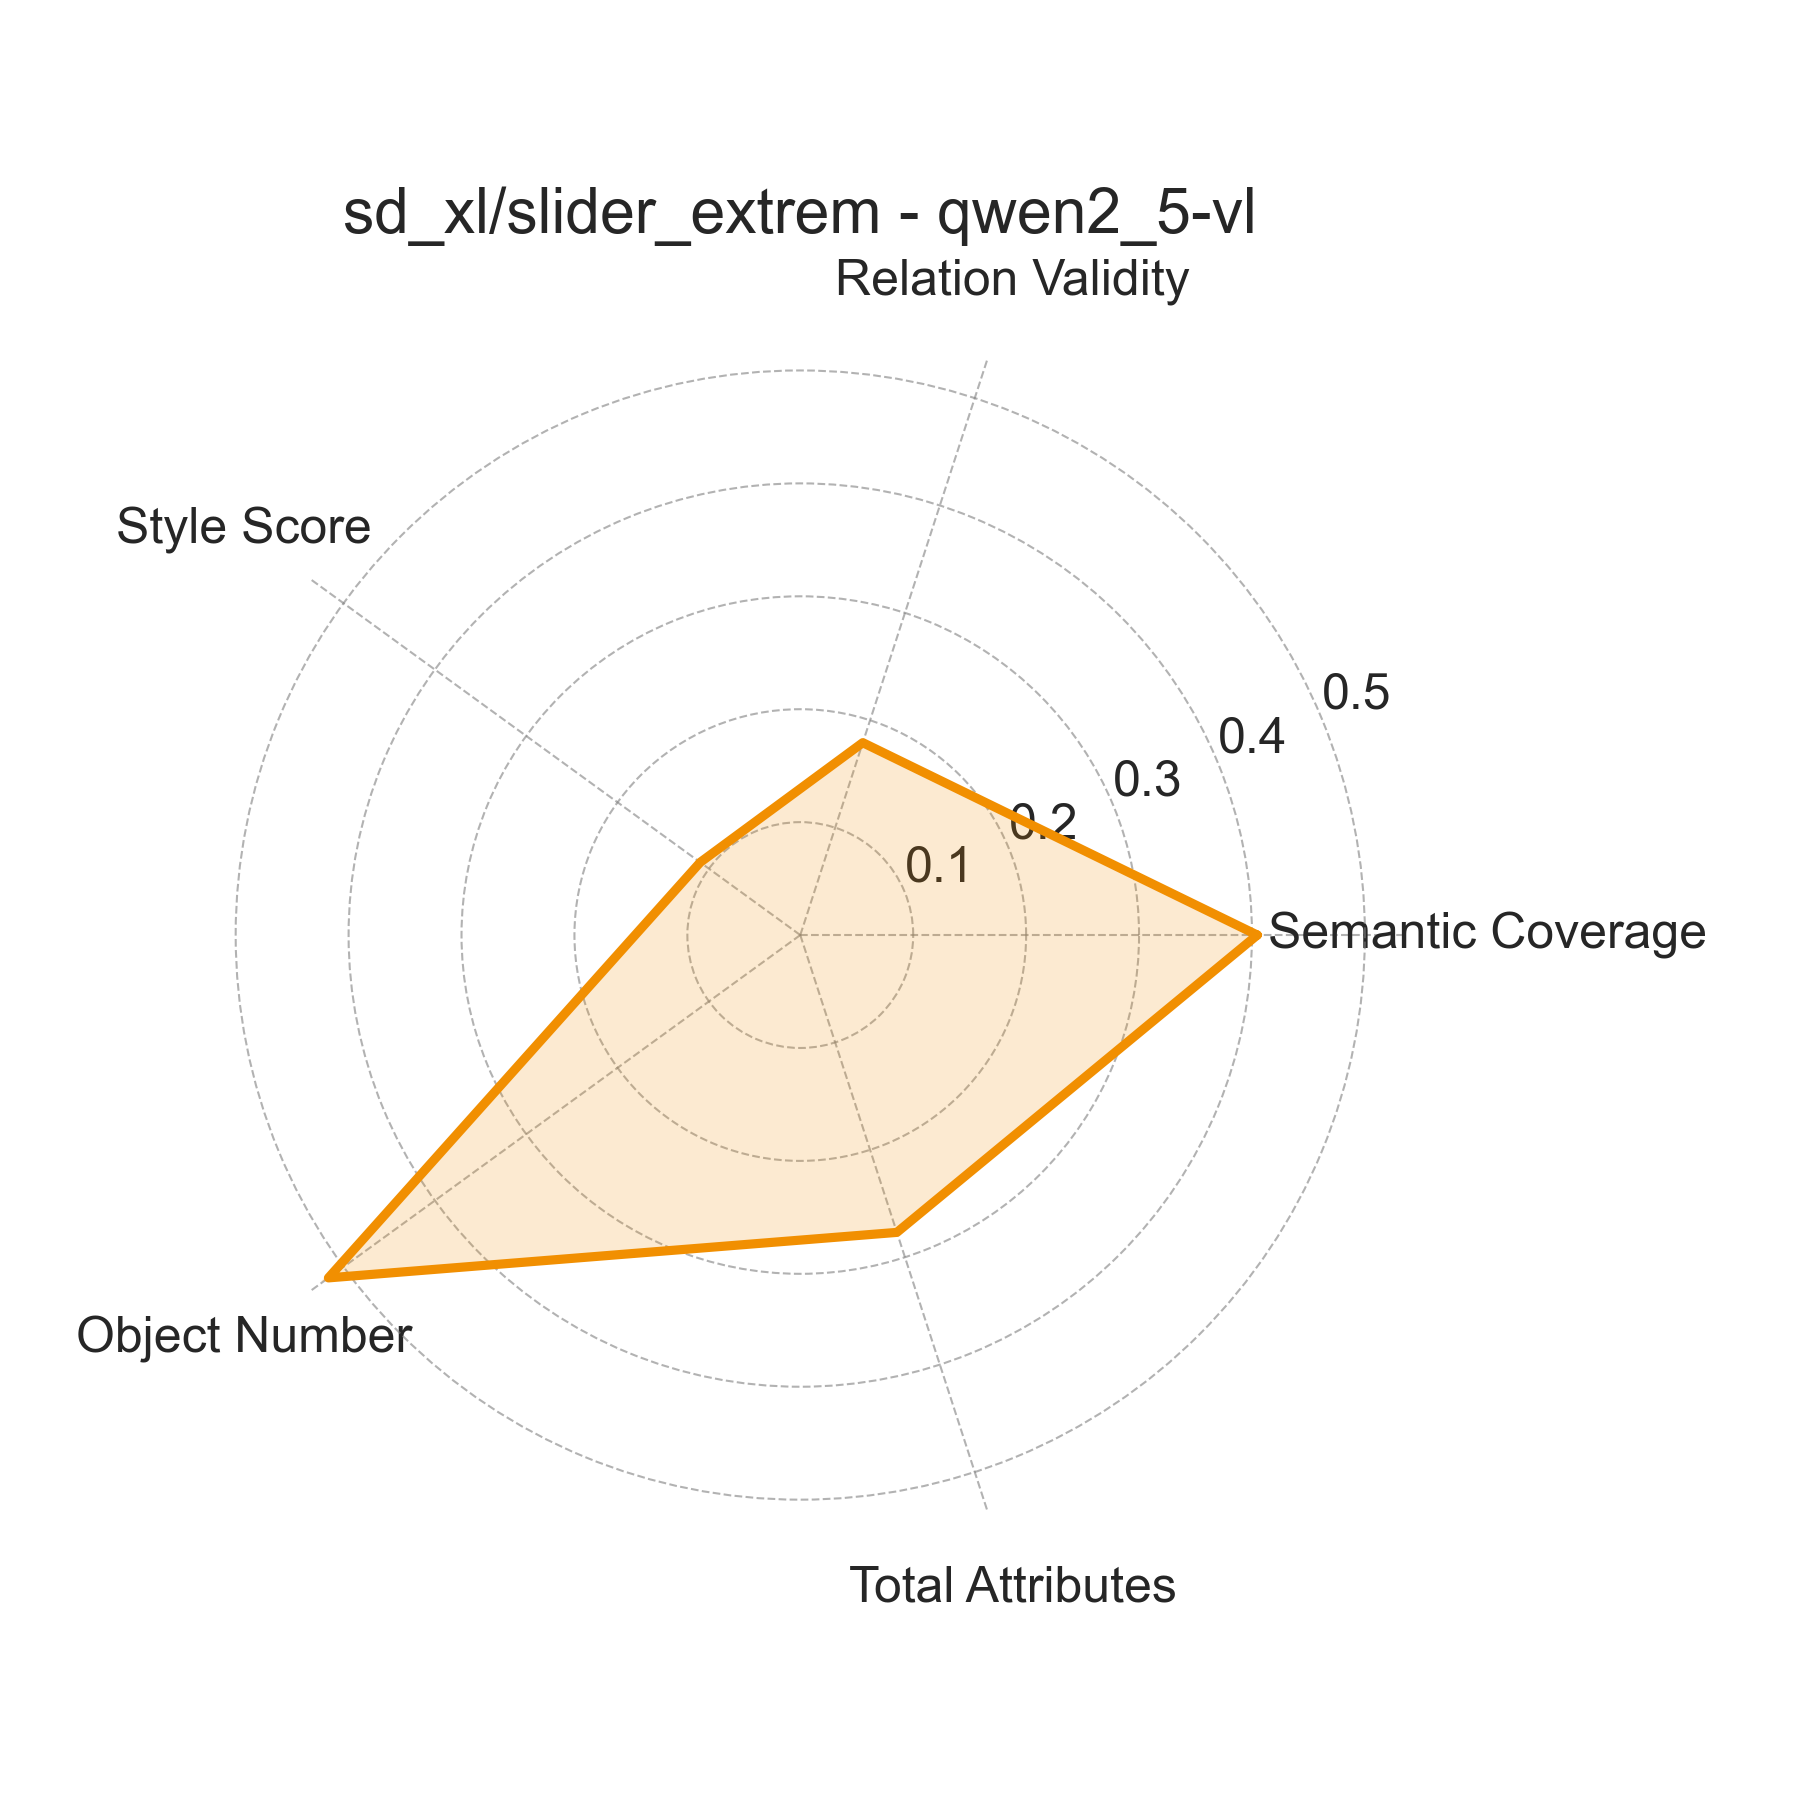 sd_xl/slider_extrem - qwen2_5-vl
Relation Validity
Style Score
0.5
0.4
0.3
0.2
0.1
Semantic Coverage
Object Number
Total Attributes